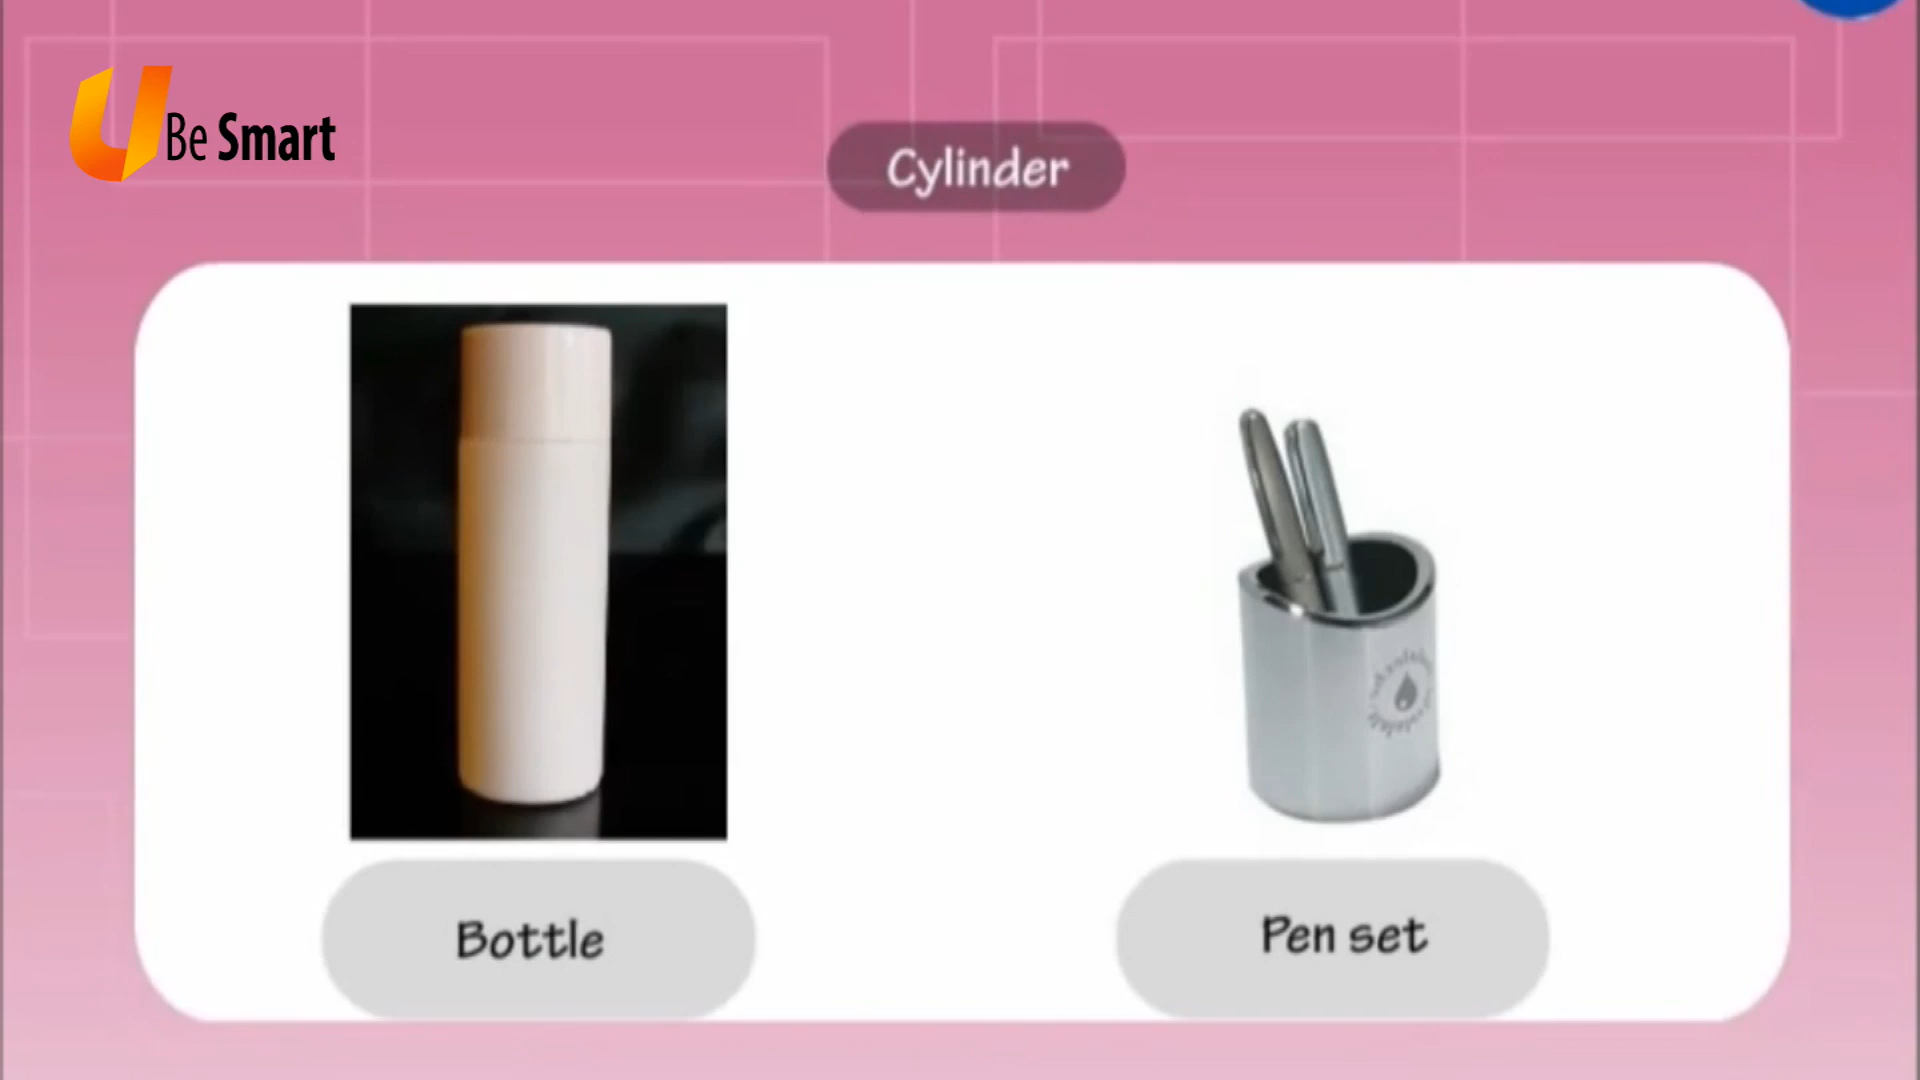 U Be Smart
Cylinder
Bottle
Pen set